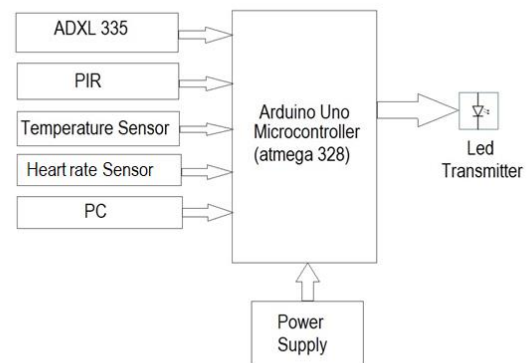 ADXL 335
PIR
Temperature Sensor
Heart rate Sensor
PC
Arduino Uno
Microcontroller
(atmega 328)
Led
Transmitter
Power
Supply